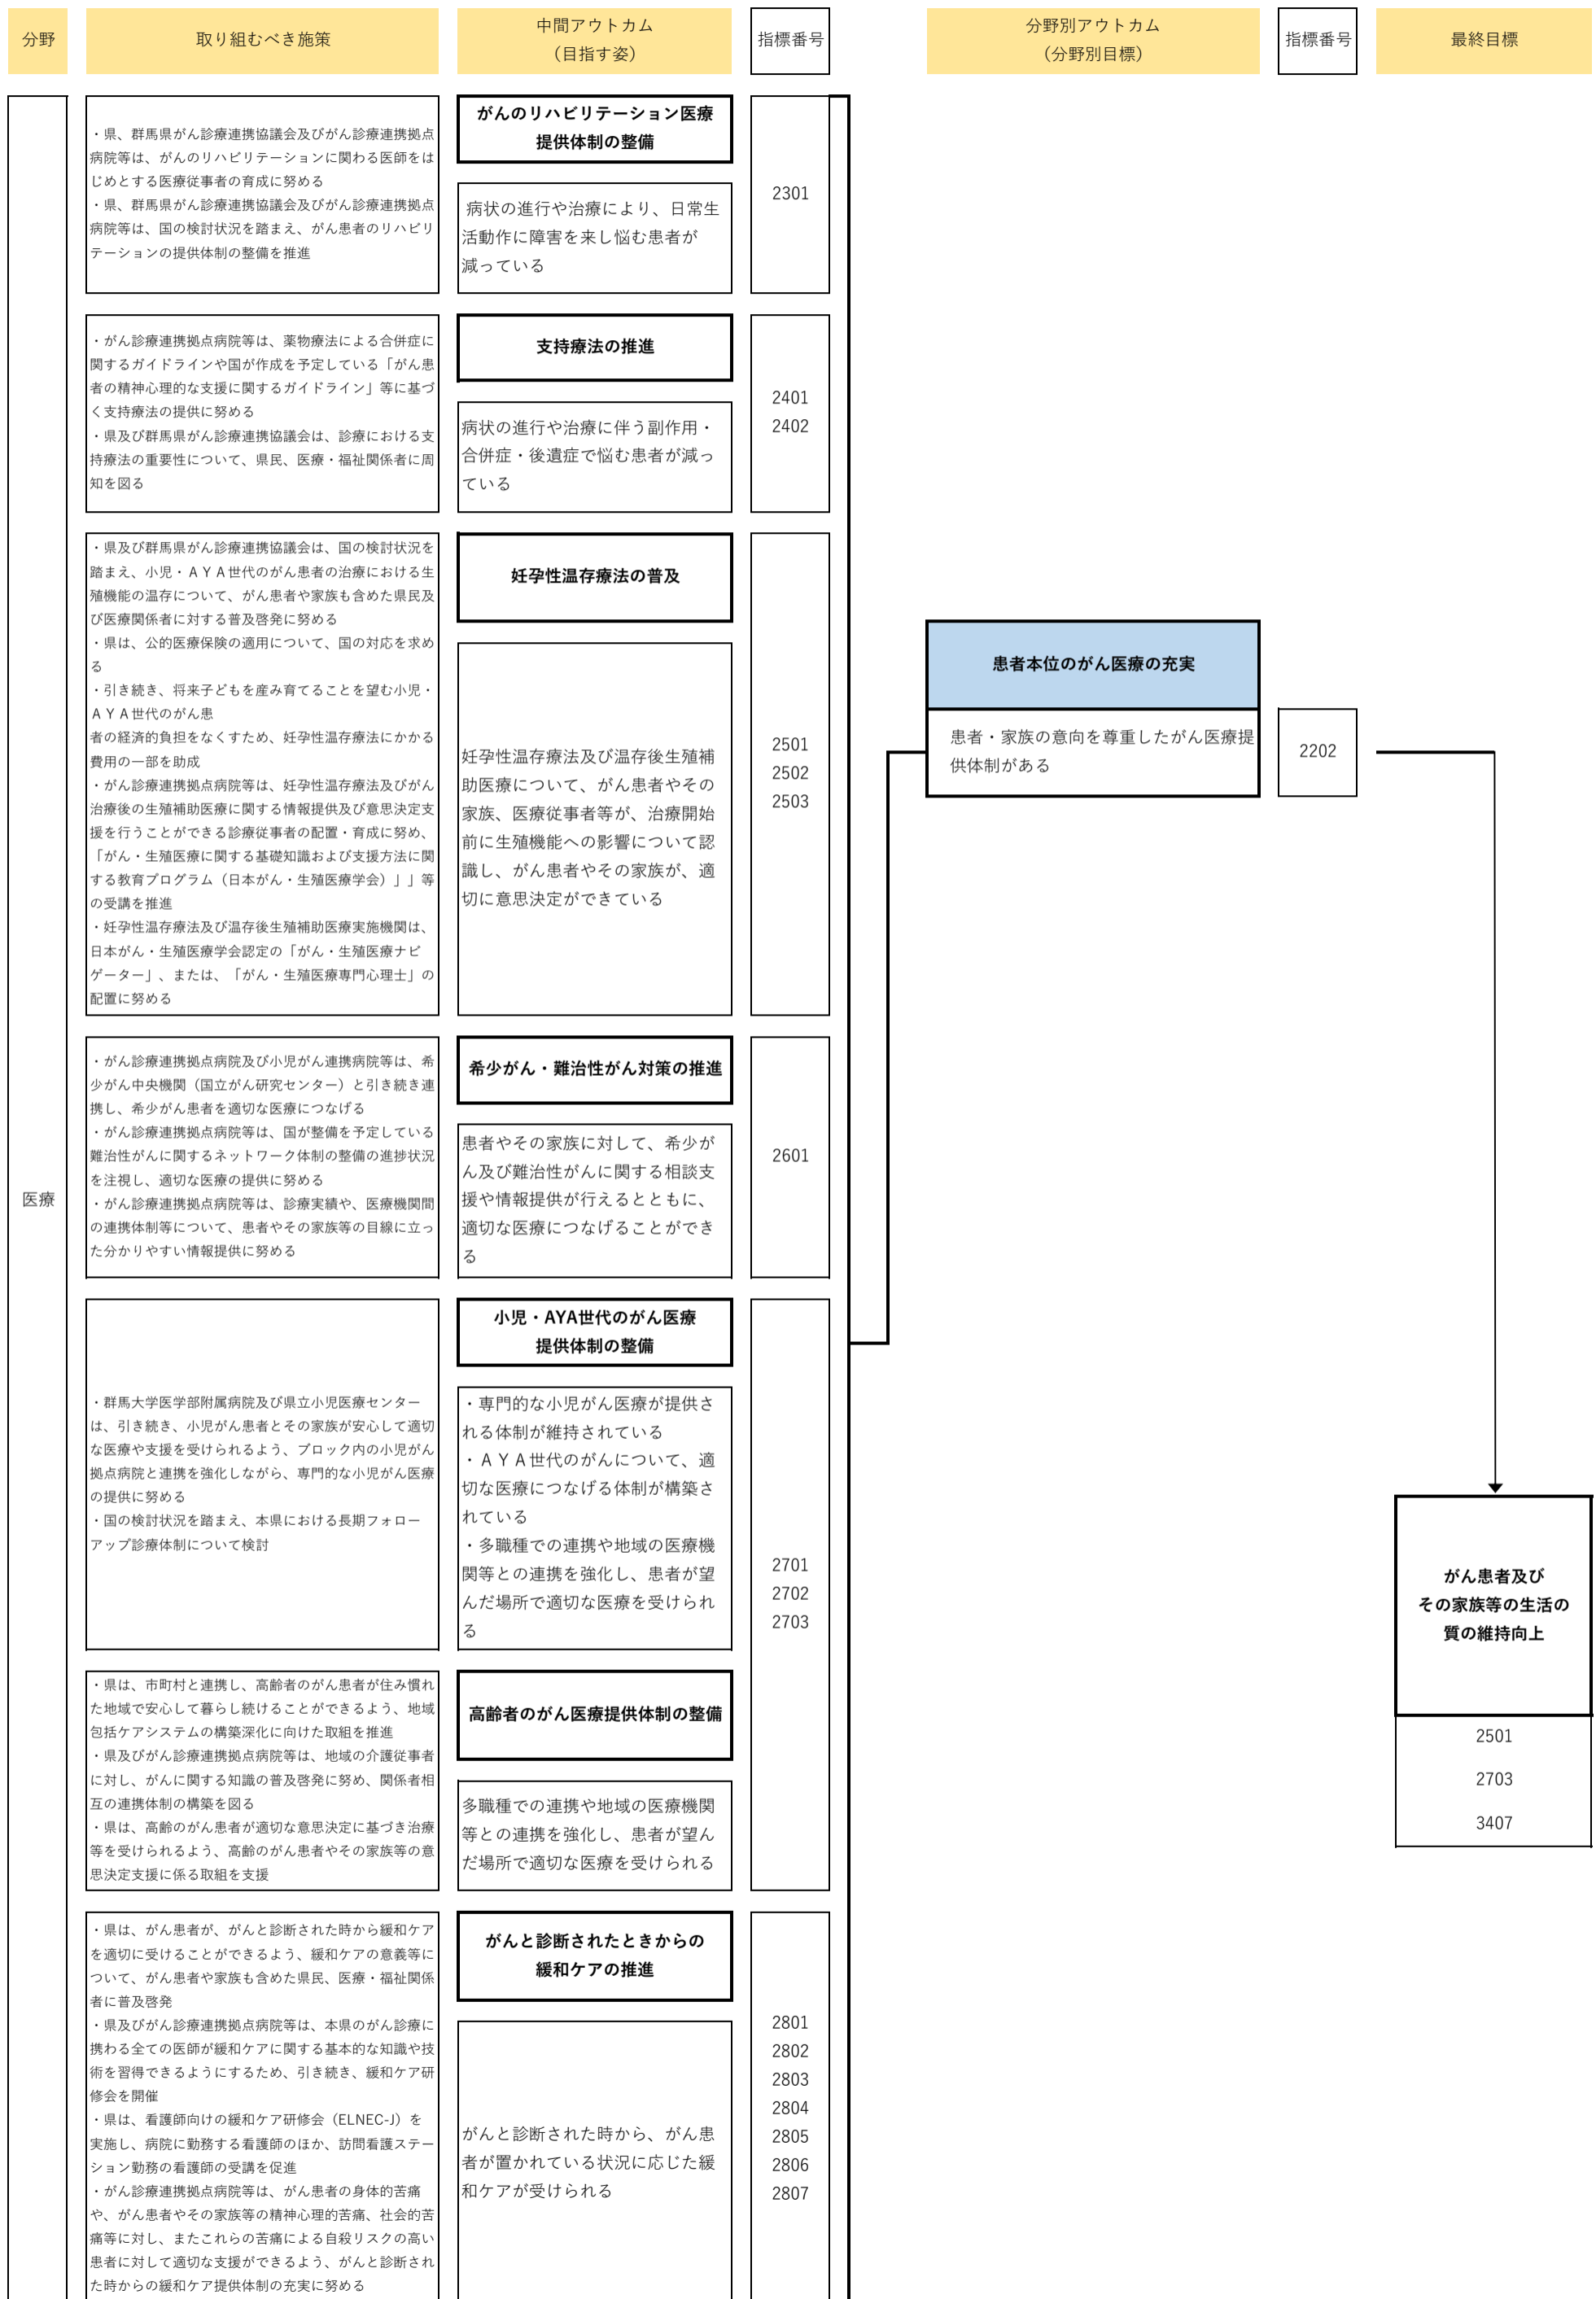 分野
取り組むべき施策
中間アウトカム
（目指す姿）
指標番号
分野別アウトカム
（分野別目標）
指標番号
最終目標
医療
・県、群馬県がん診療連携協議会及びがん診療連携拠点
病院等は、がんのリハビリテーションに関わる医師をは
じめとする医療従事者の育成に努める
・県、群馬県がん診療連携協議会及びがん診療連携拠点
病院等は、国の検討状況を踏まえ、がん患者のリハビリ
テーションの提供体制の整備を推進
がんのリハビリテーション医療
提供体制の整備
病状の進行や治療により、日常生
活動作に障害を来し悩む患者が
減っている
2301
・がん診療連携拠点病院等は、薬物療法による合併症に
関するガイドラインや国が作成を予定している「がん患
者の精神心理的な支援に関するガイドライン」等に基づ
く支持療法の提供に努める
・県及び群馬県がん診療連携協議会は、診療における支
持療法の重要性について、県民、医療・福祉関係者に周
知を図る
支持療法の推進
病状の進行や治療に伴う副作用・
合併症・後遺症で悩む患者が減っ
ている
2401
2402
・県及び群馬県がん診療連携協議会は、国の検討状況を
踏まえ、小児・ＡＹＡ世代のがん患者の治療における生
殖機能の温存について、がん患者や家族も含めた県民及
び医療関係者に対する普及啓発に努める
・県は、公的医療保険の適用について、国の対応を求め
る
・引き続き、将来子どもを産み育てることを望む小児・
ＡＹＡ世代のがん患
者の経済的負担をなくすため、妊孕性温存療法にかかる
費用の一部を助成
・がん診療連携拠点病院等は、妊孕性温存療法及びがん
治療後の生殖補助医療に関する情報提供及び意思決定支
援を行うことができる診療従事者の配置・育成に努め、
「がん・生殖医療に関する基礎知識および支援方法に関
する教育プログラム（日本がん・生殖医療学会）」」等
の受講を推進
・妊孕性温存療法及び温存後生殖補助医療実施機関は、
日本がん・生殖医療学会認定の「がん・生殖医療ナビ
ゲーター」、または、「がん・生殖医療専門心理士」の
配置に努める
妊孕性温存療法の普及
妊孕性温存療法及び温存後生殖補
助医療について、がん患者やその
家族、医療従事者等が、治療開始
前に生殖機能への影響について認
識し、がん患者やその家族が、適
切に意思決定ができている
2501
2502
2503
・がん診療連携拠点病院及び小児がん連携病院等は、希
少がん中央機関（国立がん研究センター）と引き続き連
携し、希少がん患者を適切な医療につなげる
・がん診療連携拠点病院等は、国が整備を予定している
難治性がんに関するネットワーク体制の整備の進捗状況
を注視し、適切な医療の提供に努める
・がん診療連携拠点病院等は、診療実績や、医療機関間
の連携体制等について、患者やその家族等の目線に立っ
た分かりやすい情報提供に努める
希少がん・難治性がん対策の推進
患者やその家族に対して、希少が
ん及び難治性がんに関する相談支
援や情報提供が行えるとともに、
適切な医療につなげることができ
る
2601
・群馬大学医学部附属病院及び県立小児医療センター
は、引き続き、小児がん患者とその家族が安心して適切
な医療や支援を受けられるよう、ブロック内の小児がん
拠点病院と連携を強化しながら、専門的な小児がん医療
の提供に努める
・国の検討状況を踏まえ、本県における長期フォロー
アップ診療体制について検討
小児・AYA世代のがん医療
提供体制の整備
・専門的な小児がん医療が提供さ
れる体制が維持されている
・ＡＹＡ世代のがんについて、適
切な医療につなげる体制が構築さ
れている
・多職種での連携や地域の医療機
関等との連携を強化し、患者が望
んだ場所で適切な医療を受けられ
る
2701
2702
2703
・県は、市町村と連携し、高齢者のがん患者が住み慣れ
た地域で安心して暮らし続けることができるよう、地域
包括ケアシステムの構築深化に向けた取組を推進
・県及びがん診療連携拠点病院等は、地域の介護従事者
に対し、がんに関する知識の普及啓発に努め、関係者相
互の連携体制の構築を図る
・県は、高齢のがん患者が適切な意思決定に基づき治療
等を受けられるよう、高齢のがん患者やその家族等の意
思決定支援に係る取組を支援
高齢者のがん医療提供体制の整備
多職種での連携や地域の医療機関
等との連携を強化し、患者が望ん
だ場所で適切な医療を受けられる
・県は、がん患者が、がんと診断された時から緩和ケア
を適切に受けることができるよう、緩和ケアの意義等に
ついて、がん患者や家族も含めた県民、医療・福祉関係
者に普及啓発
・県及びがん診療連携拠点病院等は、本県のがん診療に
携わる全ての医師が緩和ケアに関する基本的な知識や技
術を習得できるようにするため、引き続き、緩和ケア研
修会を開催
・県は、看護師向けの緩和ケア研修会（ELNEC-J）を
実施し、病院に勤務する看護師のほか、訪問看護ステー
ション勤務の看護師の受講を促進
・がん診療連携拠点病院等は、がん患者の身体的苦痛
や、がん患者やその家族等の精神心理的苦痛、社会的苦
痛等に対し、またこれらの苦痛による自殺リスクの高い
患者に対して適切な支援ができるよう、がんと診断され
た時からの緩和ケア提供体制の充実に努める
がんと診断されたときからの
緩和ケアの推進
がんと診断された時から、がん患
者が置かれている状況に応じた緩
和ケアが受けられる
2801
2802
2803
2804
2805
2806
2807
患者本位のがん医療の充実
患者・家族の意向を尊重したがん医療提
供体制がある
2202
がん患者及び
その家族等の生活の
質の維持向上
2501
2703
3407